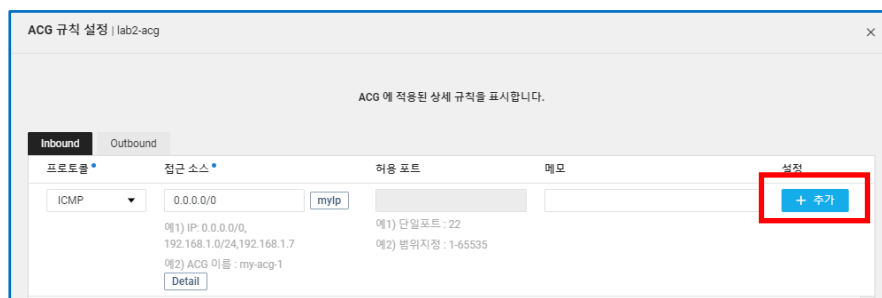 ACG 규칙 설정 | lab2-acg
×
ACG 에 적용된 상세 규칙을 표시합니다.
Inbound Outbound
프로토콜 접근 소스 허용 포트 메모 설정
ICMP 0.0.0.0/0 myIp + 추가
예1) IP: 0.0.0.0/0,
192.168.1.0/24,192.168.1.7
예2) ACG 이름 : my-acg-1
Detail
예1) 단일포트 : 22
예2) 범위지정 : 1-65535